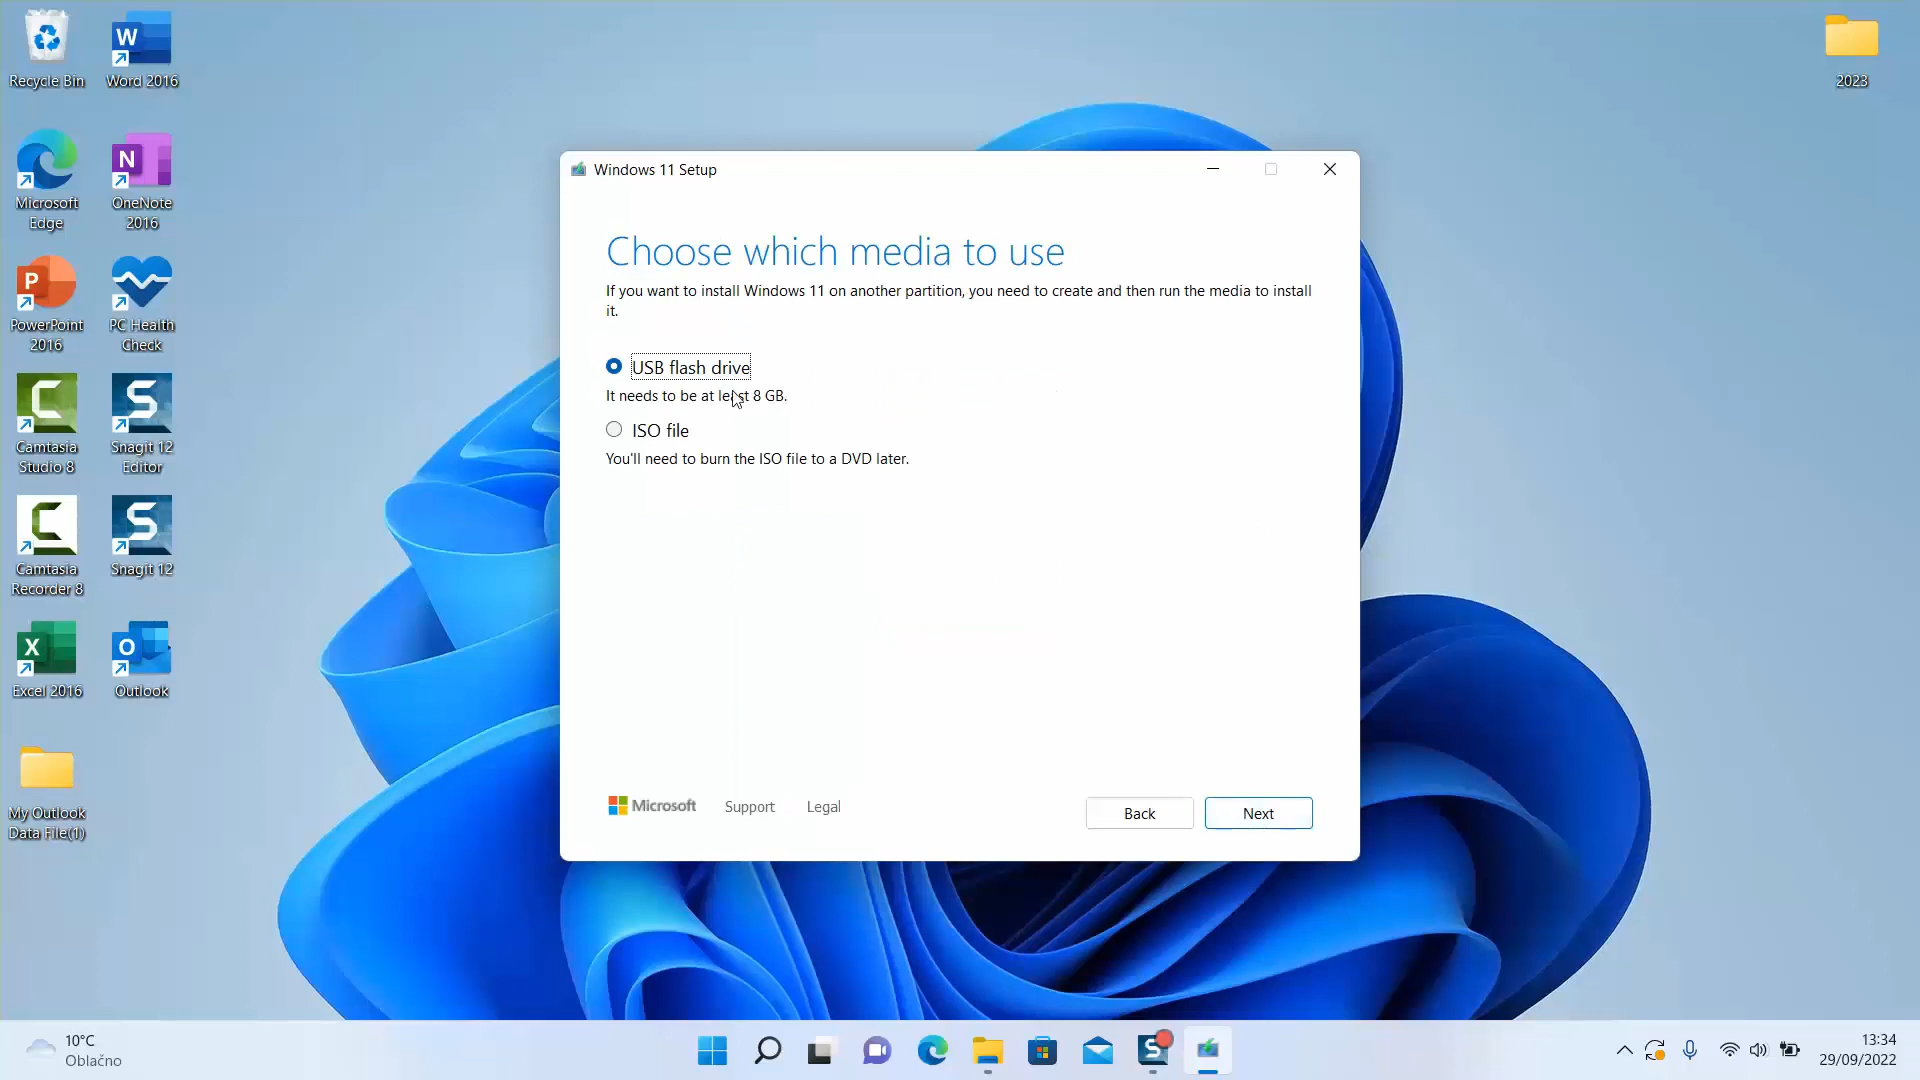 Recycle Bin
Word 2016
2023
Microsoft
Edge
OneNote
2016
PowerPoint
2016
PC Health
Check
Camtasia
Studio 8
Snagit 12
Editor
Camtasia
Recorder 8
Snagit 12
Excel 2016
Outlook
My Outlook
Data File(1)
Windows 11 Setup
Choose which media to use
If you want to install Windows 11 on another partition, you need to create and then run the media to install
it.
USB flash drive
It needs to be at least 8 GB.
ISO file
You'll need to burn the ISO file to a DVD later.
Microsoft
Support
Legal
Back
Next
10°C
Oblačno
13:34
29/09/2022